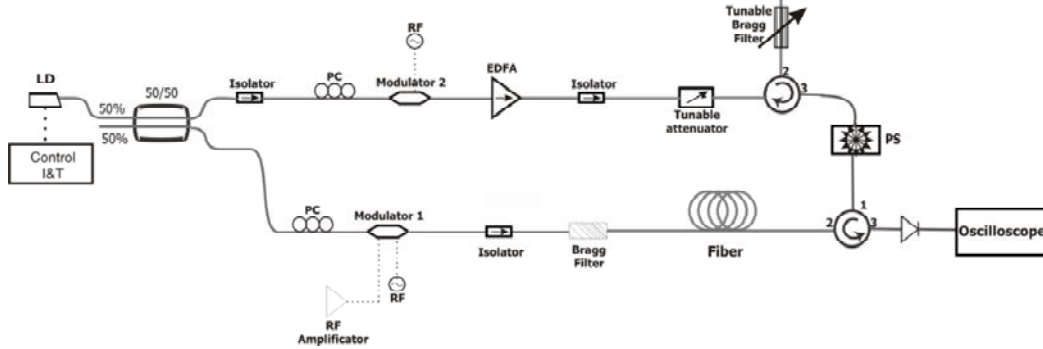 Tunable
Bragg
Filter
RF
EDFA
LD
50/50
Isolator
PC
Modulator 2
Isolator
2
3
50%
50%
Tunable
attenuator
PS
Control
I&T
PC
Modulator 1
1
2
3
Oscilloscope
Isolator
Bragg
Filter
Fiber
RF
RF
Amplificator